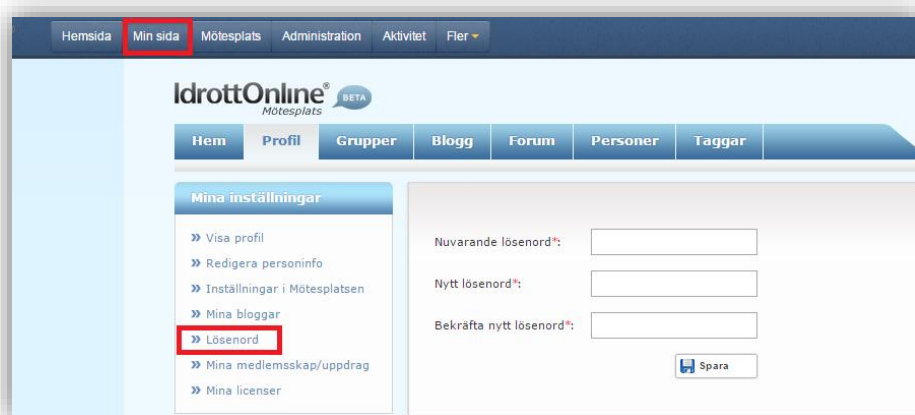 Hemsida Min sida Mötesplats Administration Aktivitet Fler
IdrottOnline® BETA
Mötesplats
Hem Profil Grupper Blogg Forum Personer Taggar
Mina inställningar
» Visa profil
» Redigera personinfo
» Inställningar i Mötesplatsen
» Mina bloggar
» Lösenord
» Mina medlemsskap/uppdrag
» Mina licenser
Nuvarande lösenord*:
Nytt lösenord*:
Bekräfta nytt lösenord*:
Spara